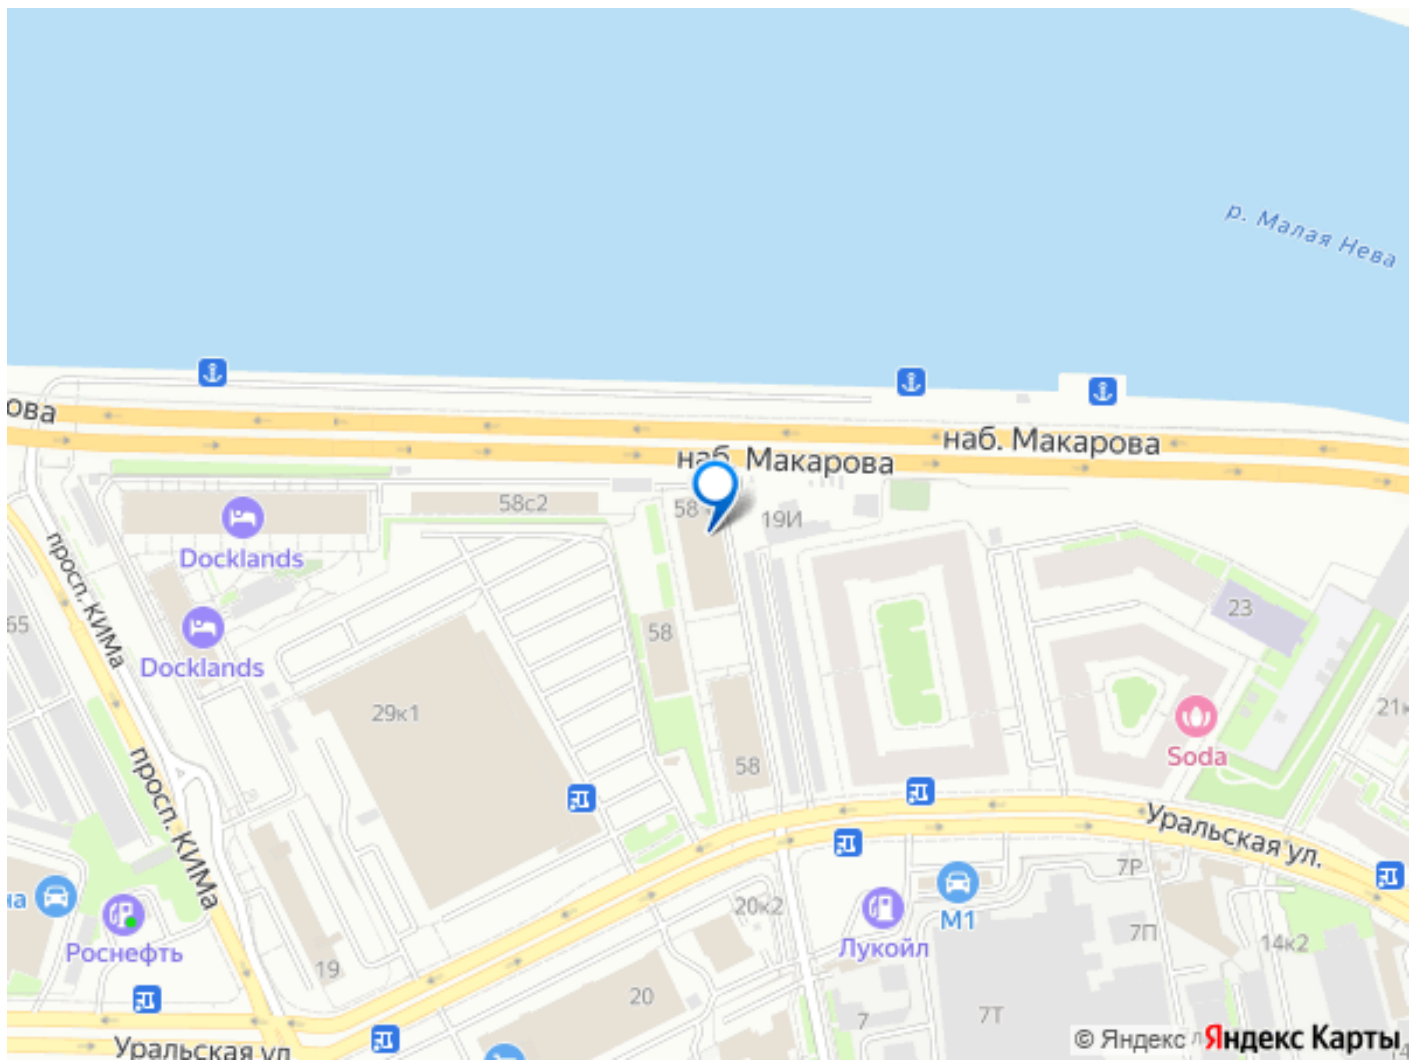 р. Малая Нева
наб. Макарова
наб. Макарова
58с2
58
19И
Docklands
просп. КИМа
65
23
Docklands
58
29к1
21к
Soda
58
просп. КИМа
Уральская ул.
7Р
М1
20к2
Роснефть
Лукойл
7П
14к2
19
20
7
7Т
Уральская ул
© Яндекс
Яндекс Карты